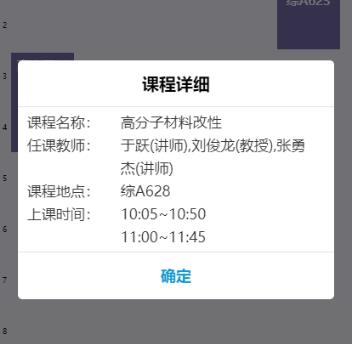 综A623
2
3
课程详细
课程名称: 高分子材料改性
任课教师: 于跃(讲师),刘俊龙(教授),张勇
杰(讲师)
4
课程地点: 综A628
5
上课时间: 10:05~10:50
11:00~11:45
6
确定
7
8